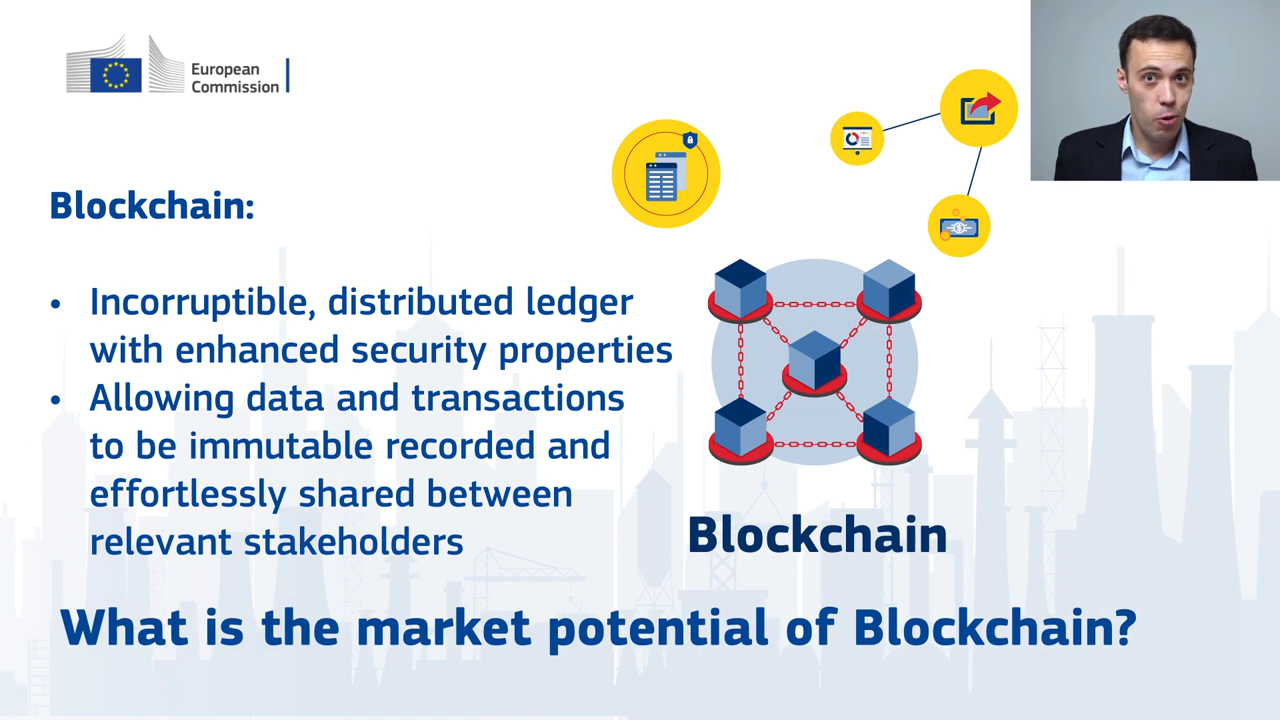 European
Commission
Blockchain:
• Incorruptible, distributed ledger
with enhanced security properties
• Allowing data and transactions
to be immutable recorded and
effortlessly shared between
relevant stakeholders
Blockchain
What is the market potential of Blockchain?